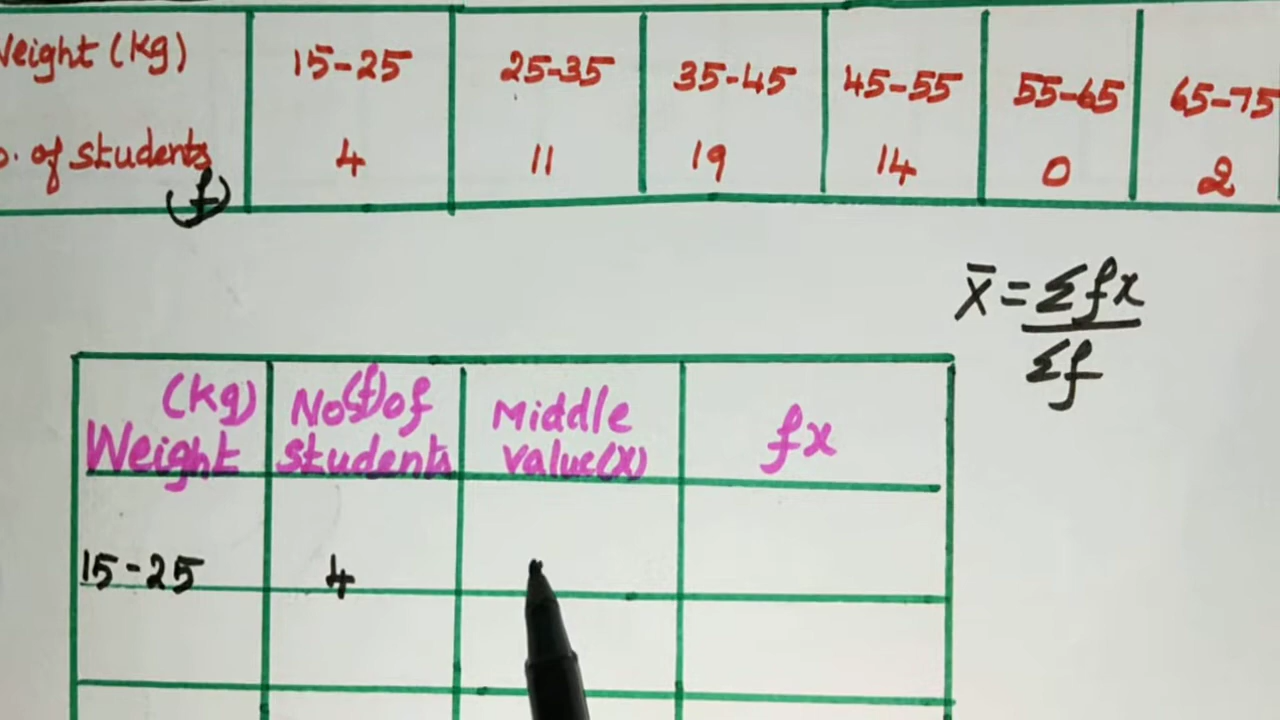 Weight (kg) 15-25 25-35 35-45 45-55 55-65 65-75
of students 4 11 19 14 0 2
(f)
x̄ = Σfx
Σf
(kg) No(f)of Middle fx
Weight students value(x)
15-25 4